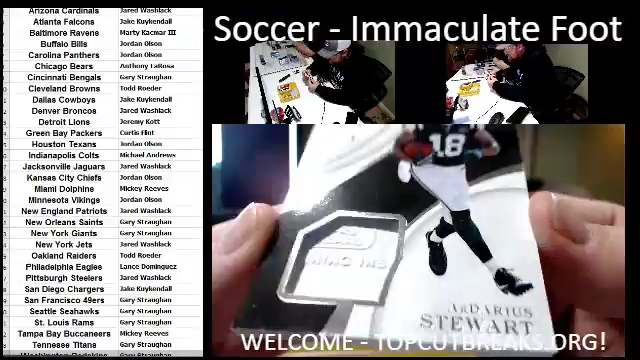 Soccer - Immaculate Foot
Arizona Cardinals Jared Washlack
Atlanta Falcons Jake Kuykendall
Baltimore Ravens Marty Kacmar III
Buffalo Bills Jordan Olson
Carolina Panthers Jordan Olson
Chicago Bears Anthony LaRosa
Cincinnati Bengals Gary Straughan
Cleveland Browns Todd Roeder
Dallas Cowboys Jake Kuykendall
Denver Broncos Jared Washlack
Detroit Lions Jeremy Kott
Green Bay Packers Curtis Flint
Houston Texans Jordan Olson
Indianapolis Colts Michael Andrews
Jacksonville Jaguars Jared Washlack
Kansas City Chiefs Jordan Olson
Miami Dolphins Mickey Reeves
Minnesota Vikings Jordan Olson
New England Patriots Jared Washlack
New Orleans Saints Gary Straughan
New York Giants Gary Straughan
New York Jets Jared Washlack
Oakland Raiders Todd Roeder
Philadelphia Eagles Lance Dominguez
Pittsburgh Steelers Jared Washlack
San Diego Chargers Jake Kuykendall
San Francisco 49ers Gary Straughan
Seattle Seahawks Gary Straughan
St. Louis Rams Gary Straughan
Tampa Bay Buccaneers Mickey Reeves
Tennesse Titans Gary Straughan
18
ARDARIUS
STEWART
WELCOME - TOPCUTBREAKS.ORG!